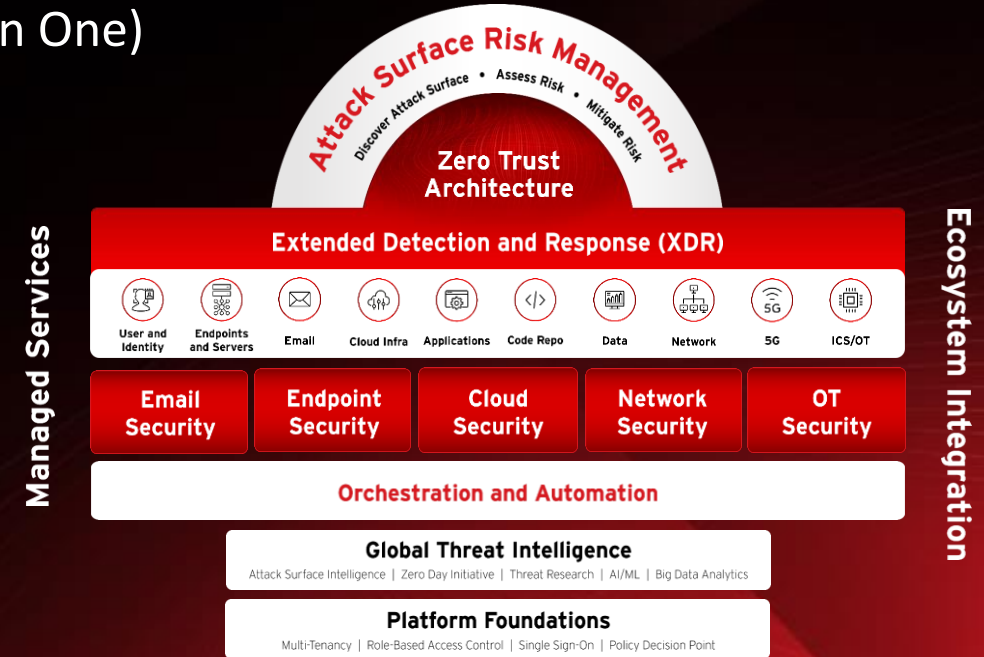 n One)
Attack Surface Risk Management
Discover Attack Surface • Assess Risk • Mitigate Risk
Zero Trust
Architecture
Managed Services
Ecosystem Integration
Extended Detection and Response (XDR)
5G
User and
Identity
Endpoints
and Servers
Email
Cloud Infra
Applications
Code Repo
Data
Network
5G
ICS/OT
Email
Security
Endpoint
Security
Cloud
Security
Network
Security
OT
Security
Orchestration and Automation
Global Threat Intelligence
Attack Surface Intelligence | Zero Day Initiative | Threat Research | AI/ML | Big Data Analytics
Platform Foundations
Multi-Tenancy | Role-Based Access Control | Single Sign-On | Policy Decision Point